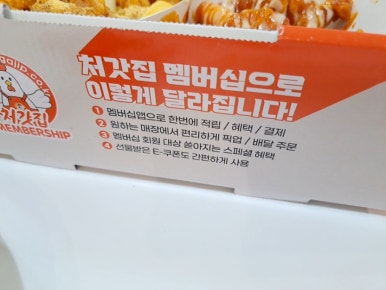 처갓집 멤버십으로
이렇게 달라집니다!
1 멤버십앱으로 한번에 적립 / 혜택 / 결제
2 원하는 매장에서 편리하게 픽업 / 배달 주문
3 멤버십 회원 대상 쏟아지는 스페셜 혜택
4 선물받은 E-쿠폰도 간편하게 사용
처갓집
MEMBERSHIP